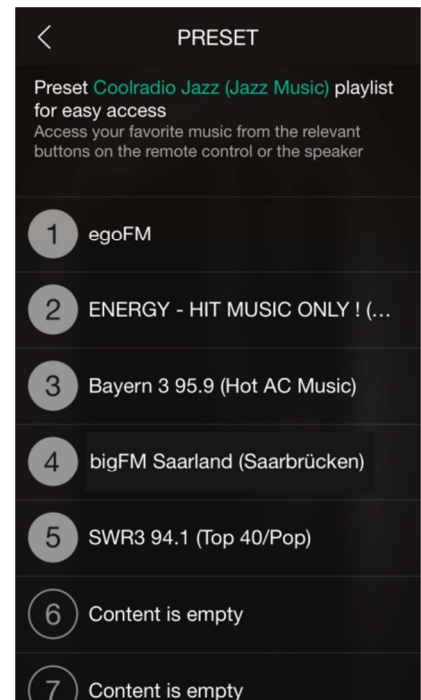 PRESET
Preset Coolradio Jazz (Jazz Music) playlist
for easy access
Access your favorite music from the relevant
buttons on the remote control or the speaker
1 egoFM
2 ENERGY - HIT MUSIC ONLY ! (...
3 Bayern 3 95.9 (Hot AC Music)
4 bigFM Saarland (Saarbrücken)
5 SWR3 94.1 (Top 40/Pop)
6 Content is empty
7 Content is empty